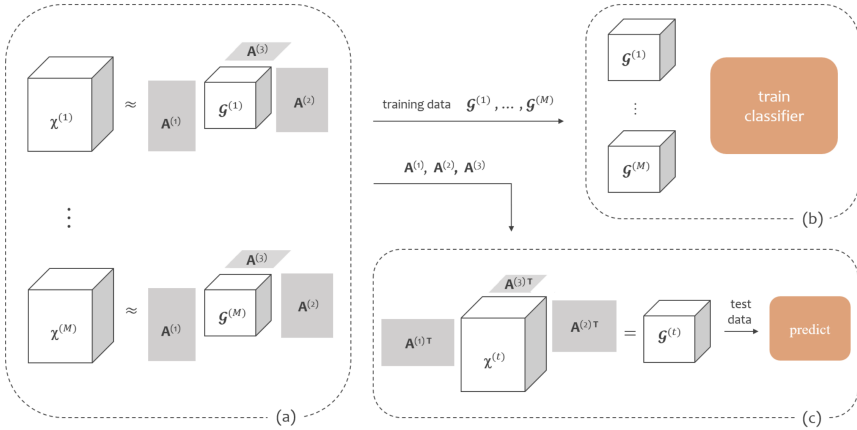 χ⁽¹⁾ ≈ A⁽¹⁾ G⁽¹⁾ A⁽²⁾ A⁽³⁾
⋮
χ⁽ᴹ⁾ ≈ A⁽¹⁾ G⁽ᴹ⁾ A⁽²⁾ A⁽³⁾
(a)
training data G⁽¹⁾ , ... , G⁽ᴹ⁾
A⁽¹⁾, A⁽²⁾, A⁽³⁾
G⁽¹⁾
...
G⁽ᴹ⁾
train
classifier
(b)
A⁽³⁾ ᵀ
A⁽¹⁾ ᵀ χ⁽ᵗ⁾ A⁽²⁾ ᵀ = G⁽ᵗ⁾
test
data
predict
(c)